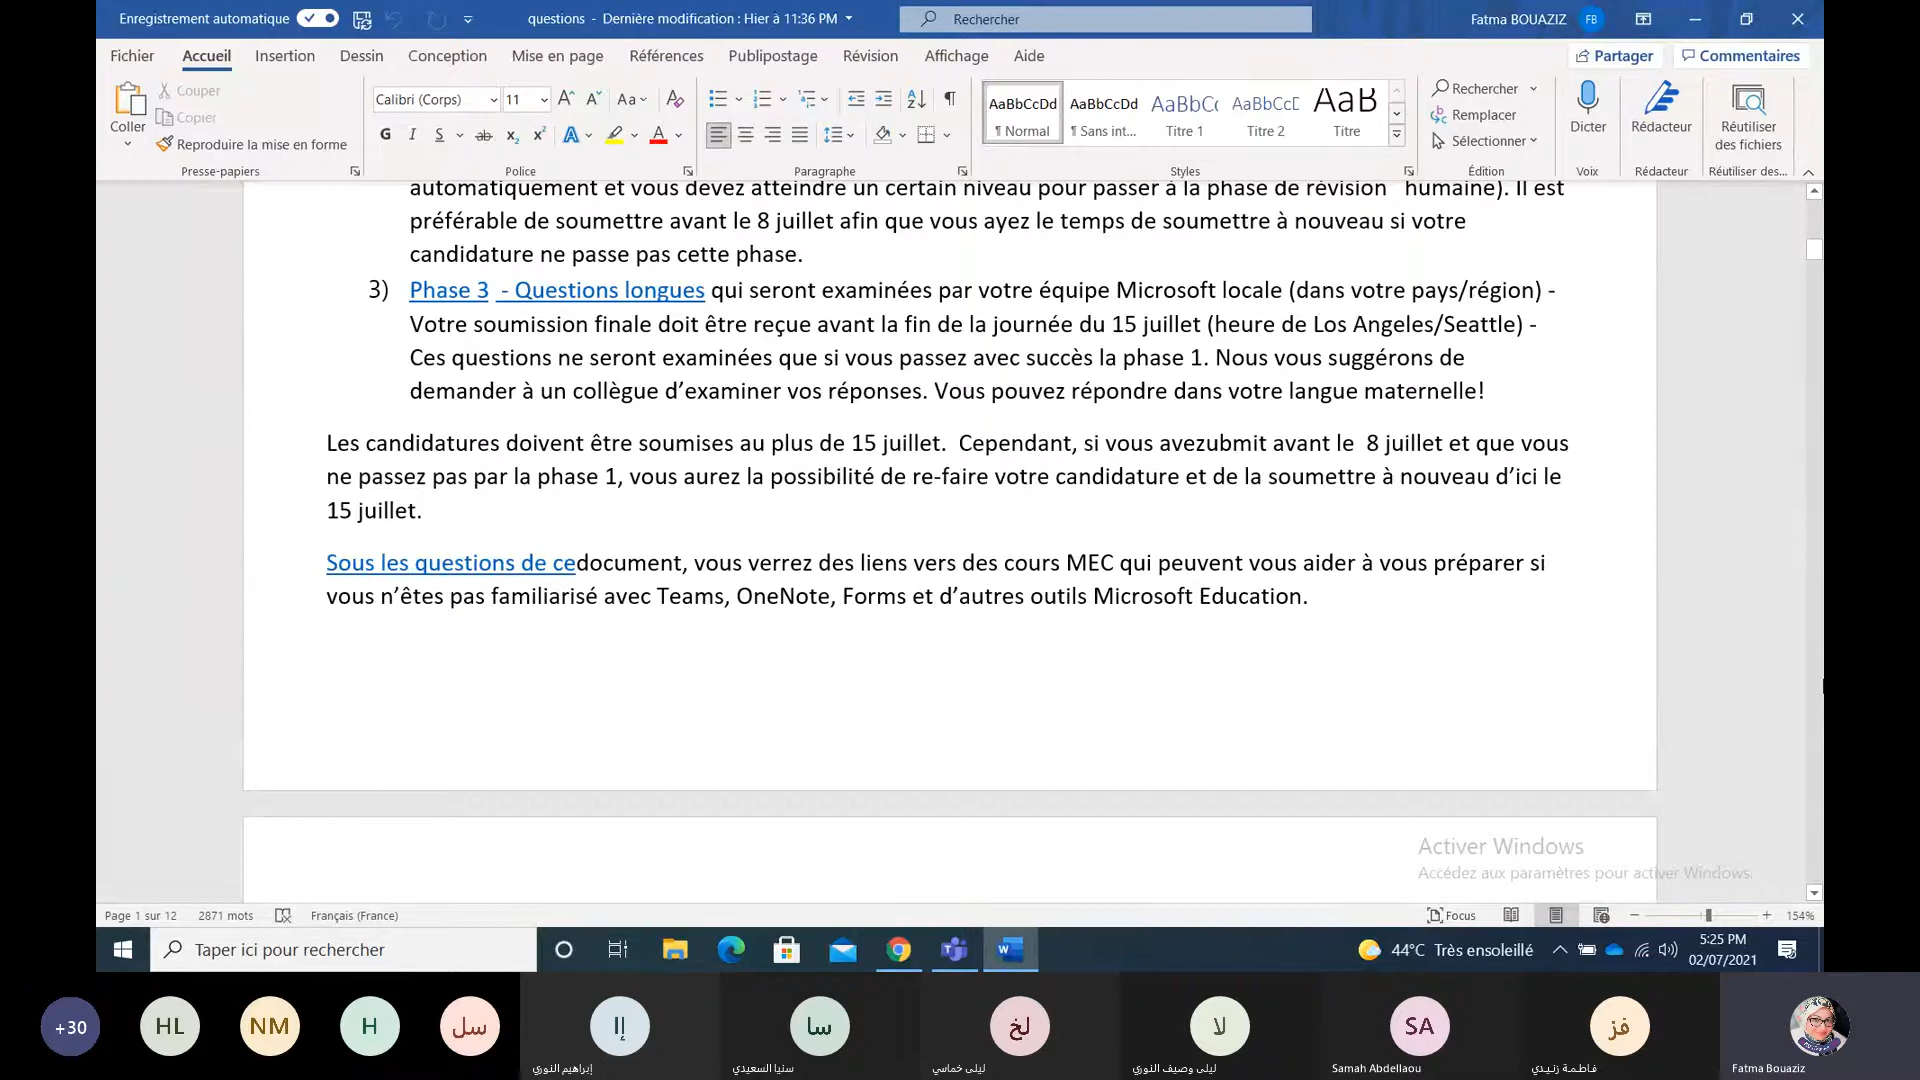 Enregistrement automatique
questions - Dernière modification : Hier à 11:36 PM
Rechercher
Fatma BOUAZIZ FB
Fichier Accueil Insertion Dessin Conception Mise en page Références Publipostage Révision Affichage Aide Partager Commentaires
Coller
Couper
Copier
Reproduire la mise en forme
Presse-papiers
Calibri (Corps) 11
G I S ab x₂ x² A A
Police
Paragraphe
AaBbCcDd AaBbCcDd AaBbCc AaBbCcE AaB
¶ Normal ¶ Sans int... Titre 1 Titre 2 Titre
Styles
Rechercher
Remplacer
Sélectionner
Édition
Dicter
Voix
Rédacteur
Rédacteur
Réutiliser
des fichiers
Réutiliser des...
automatiquement et vous devez atteindre un certain niveau pour passer à la phase de révision humaine). Il est
préférable de soumettre avant le 8 juillet afin que vous ayez le temps de soumettre à nouveau si votre
candidature ne passe pas cette phase.
3) Phase 3 - Questions longues qui seront examinées par votre équipe Microsoft locale (dans votre pays/région) -
Votre soumission finale doit être reçue avant la fin de la journée du 15 juillet (heure de Los Angeles/Seattle) -
Ces questions ne seront examinées que si vous passez avec succès la phase 1. Nous vous suggérons de
demander à un collègue d’examiner vos réponses. Vous pouvez répondre dans votre langue maternelle!
Les candidatures doivent être soumises au plus de 15 juillet. Cependant, si vous avezubmit avant le 8 juillet et que vous
ne passez pas par la phase 1, vous aurez la possibilité de re-faire votre candidature et de la soumettre à nouveau d’ici le
15 juillet.
Sous les questions de cedocument, vous verrez des liens vers des cours MEC qui peuvent vous aider à vous préparer si
vous n’êtes pas familiarisé avec Teams, OneNote, Forms et d’autres outils Microsoft Education.
Activer Windows
Accédez aux paramètres pour activer Windows.
Page 1 sur 12 2871 mots Français (France) Focus 154%
Taper ici pour rechercher
44°C Très ensoleillé
5:25 PM
02/07/2021
+30 HL NM H سل إا سا لخ لا SA فز
إبراهيم النوري
سنيا السعيدي
ليلى خماسي
ليلى وصيف النوري
Samah Abdellaou
فاطمة زنيدي
Fatma Bouaziz